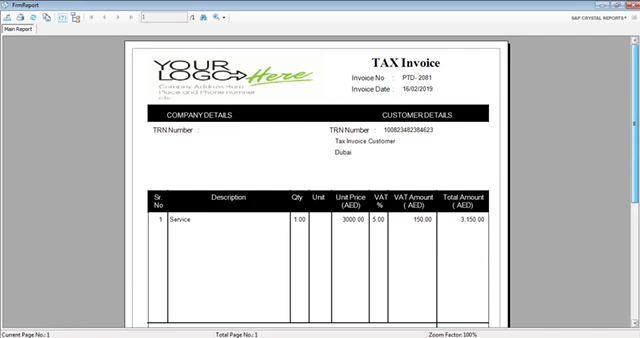 FrmReport
1
/1
SAP CRYSTAL REPORTS
Main Report
YOUR
LOGO Here
Company Address Here
Place and Phone number
etc
TAX Invoice
Invoice No : PTD- 2081
Invoice Date : 16/02/2019
COMPANY DETAILS CUSTOMER DETAILS
TRN Number : TRN Number : 100823482384623
Tax Invoice Customer
Dubai
Sr. No Description Qty Unit Unit Price (AED) VAT % VAT Amount ( AED) Total Amount ( AED)
1 Service 1.00 3000.00 5.00 150.00 3,150.00
Current Page No.: 1 Total Page No.: 1 Zoom Factor: 100%